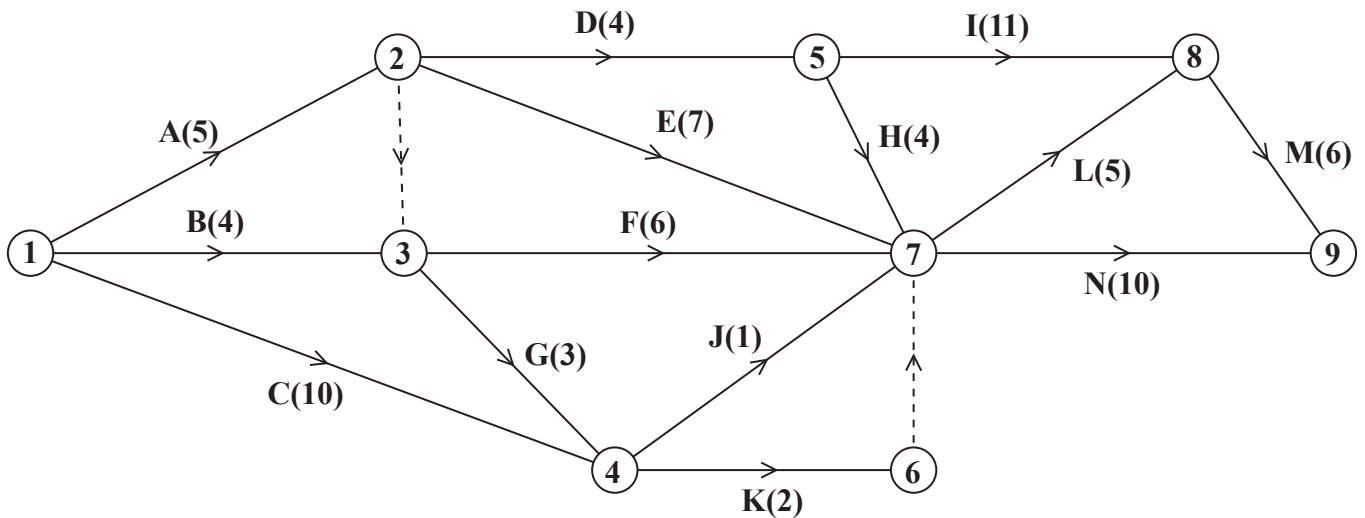 D(4)
I(11)
2
5
8
A(5)
E(7)
H(4)
L(5)
M(6)
B(4)
F(6)
1
3
7
9
N(10)
C(10)
G(3)
J(1)
4
6
K(2)